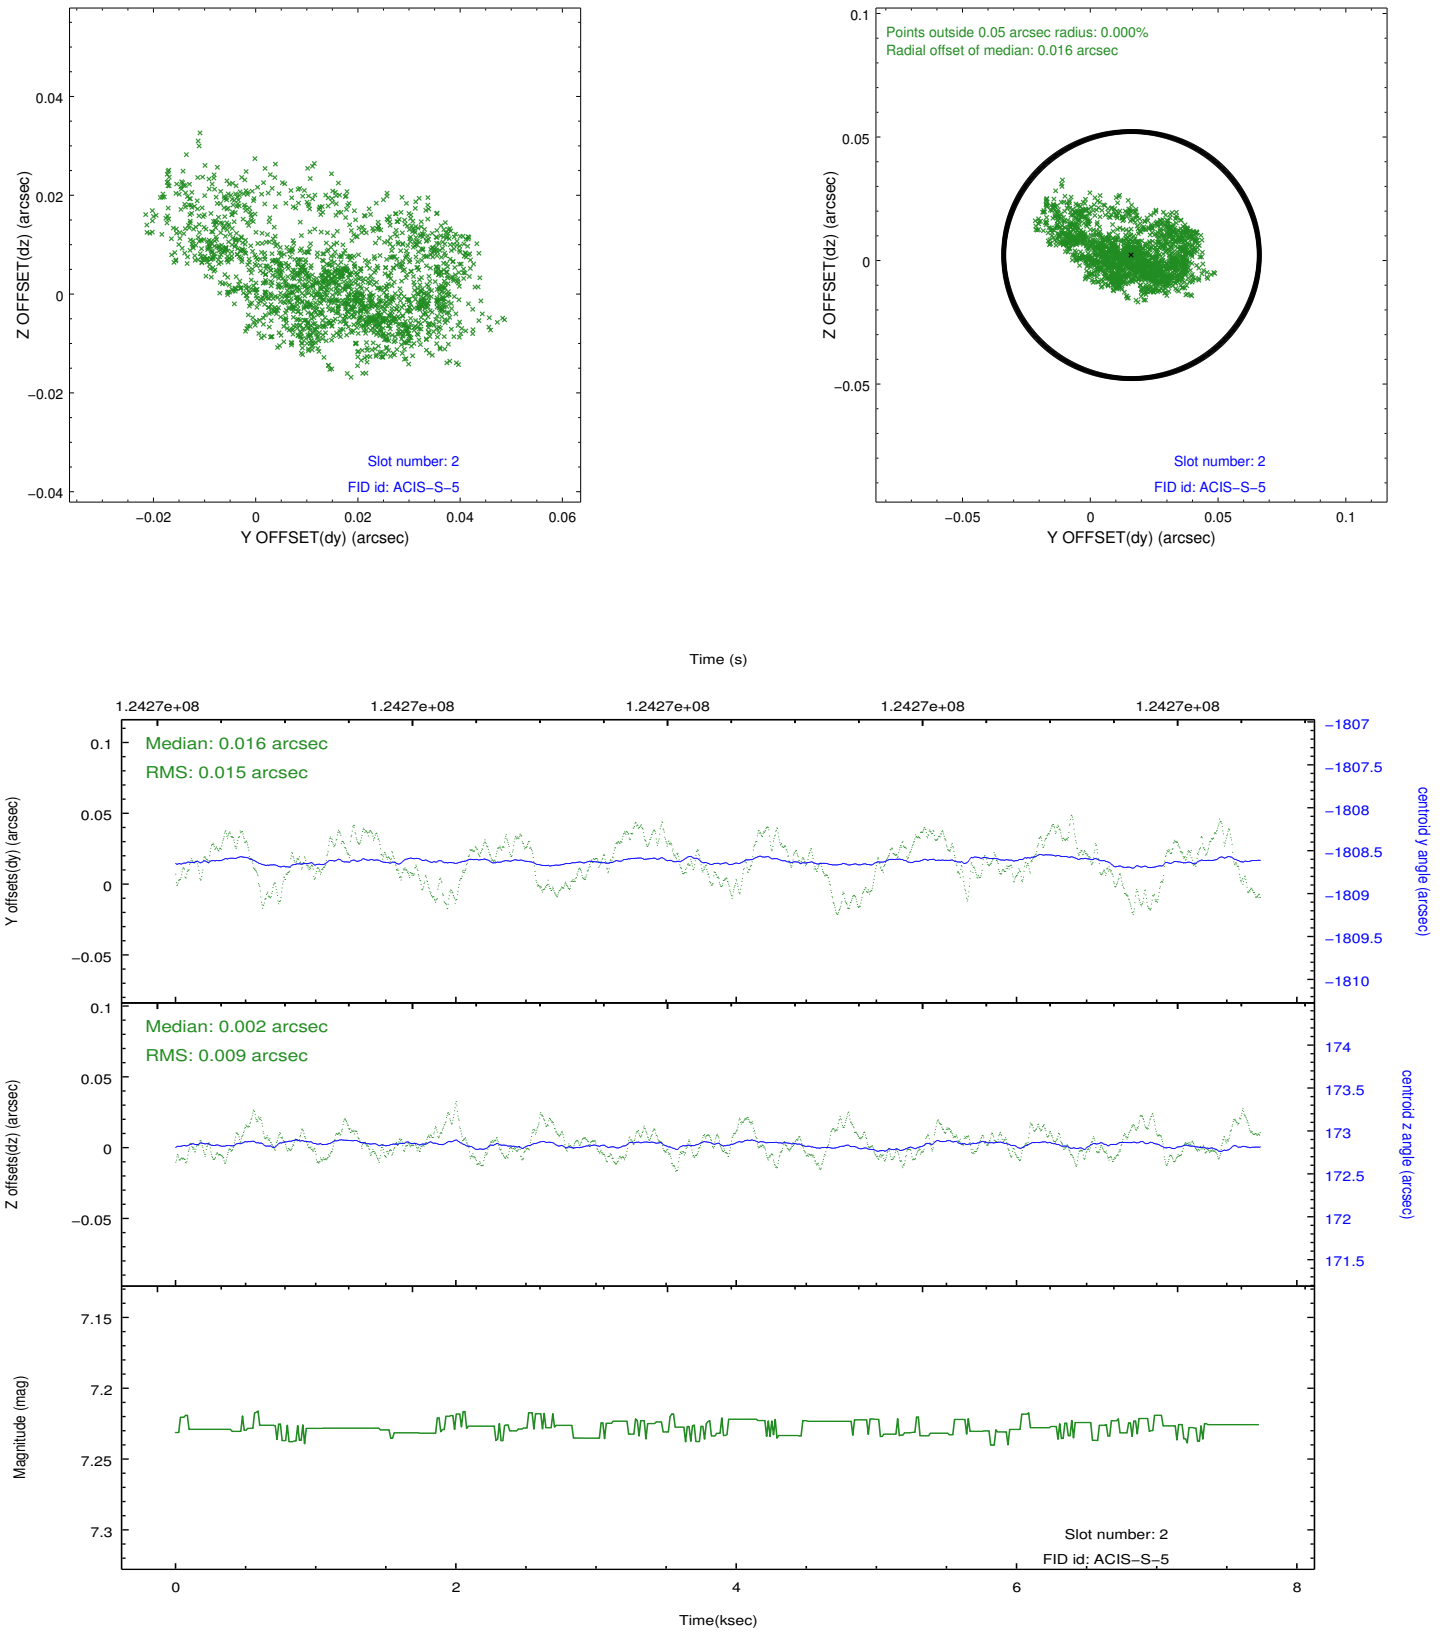 0.04
0.02
0
−0.02
−0.04
Z OFFSET(dz) (arcsec)
−0.02
0
0.02
0.04
0.06
Y OFFSET(dy) (arcsec)
Slot number: 2
FID id: ACIS−S−5
0.1
0.05
0
−0.05
Z OFFSET(dz) (arcsec)
Points outside 0.05 arcsec radius: 0.000%
Radial offset of median: 0.016 arcsec
−0.05
0
0.05
0.1
Y OFFSET(dy) (arcsec)
Slot number: 2
FID id: ACIS−S−5
Time (s)
1.2427e+08
1.2427e+08
1.2427e+08
1.2427e+08
1.2427e+08
Median: 0.016 arcsec
RMS: 0.015 arcsec
0.1
0.05
0
−0.05
Y offsets(dy) (arcsec)
−1807
−1807.5
−1808
−1808.5
−1809
−1809.5
−1810
centroid y angle (arcsec)
Median: 0.002 arcsec
RMS: 0.009 arcsec
0.1
0.05
0
−0.05
Z offsets(dz) (arcsec)
174
173.5
173
172.5
172
171.5
centroid z angle (arcsec)
7.15
7.2
7.25
7.3
Magnitude (mag)
Slot number: 2
FID id: ACIS−S−5
0
2
4
6
8
Time(ksec)